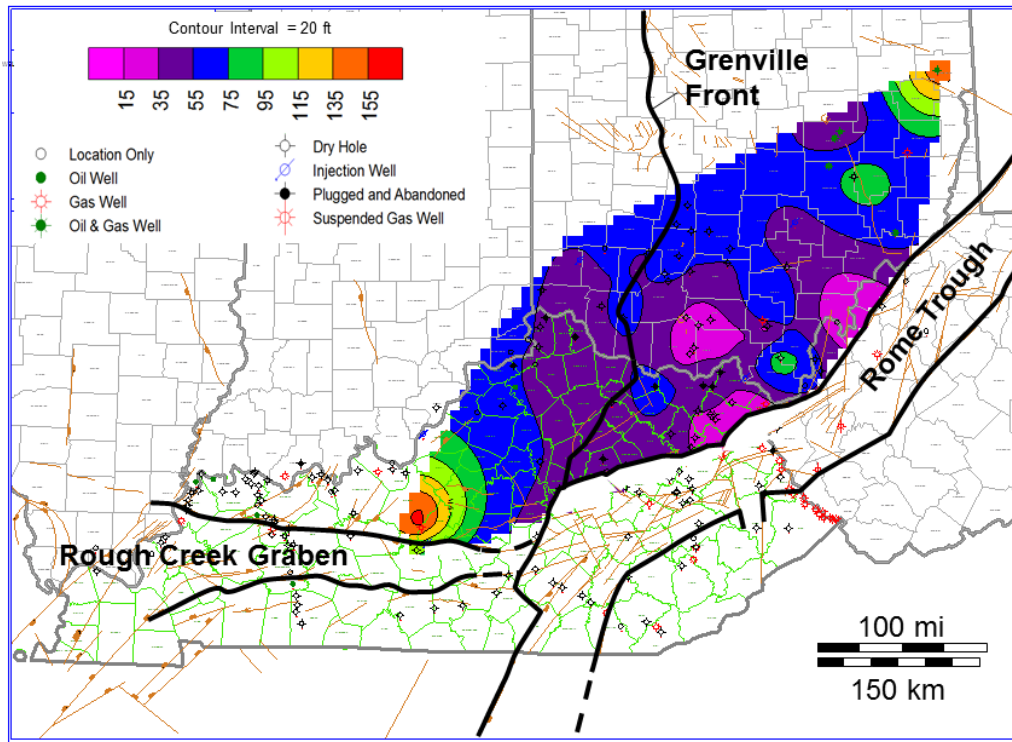 Contour Interval = 20 ft
15 35 55 75 95 115 135 155
Location Only
Oil Well
Gas Well
Oil & Gas Well
Dry Hole
Injection Well
Plugged and Abandoned
Suspended Gas Well
Grenville
Front
Rome Trough
Rough Creek Graben
100 mi
150 km